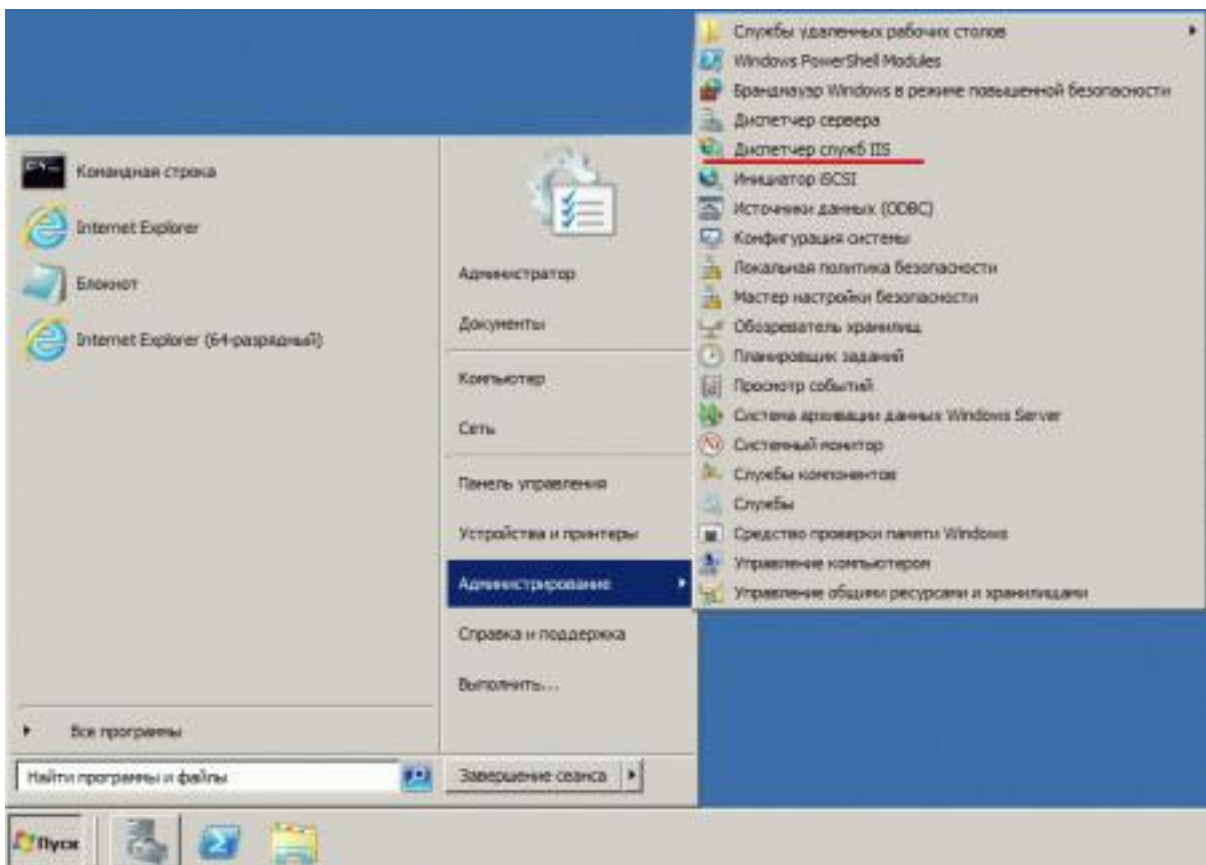 Командная строка
Internet Explorer
Блокнот
Internet Explorer (64-разрядный)
Все программы
Найти программы и файлы
Администратор
Документы
Компьютер
Сеть
Панель управления
Устройства и принтеры
Администрирование
Справка и поддержка
Выполнить...
Завершение сеанса
Службы удаленных рабочих столов
Windows PowerShell Modules
Брандмауэр Windows в режиме повышенной безопасности
Диспетчер сервера
Диспетчер служб IIS
Инициатор iSCSI
Источники данных (ODBC)
Конфигурация системы
Локальная политика безопасности
Мастер настройки безопасности
Обозреватель хранилищ
Планировщик заданий
Просмотр событий
Система архивации данных Windows Server
Системный монитор
Службы компонентов
Службы
Средство проверки памяти Windows
Управление компьютером
Управление общими ресурсами и хранилищами
Пуск